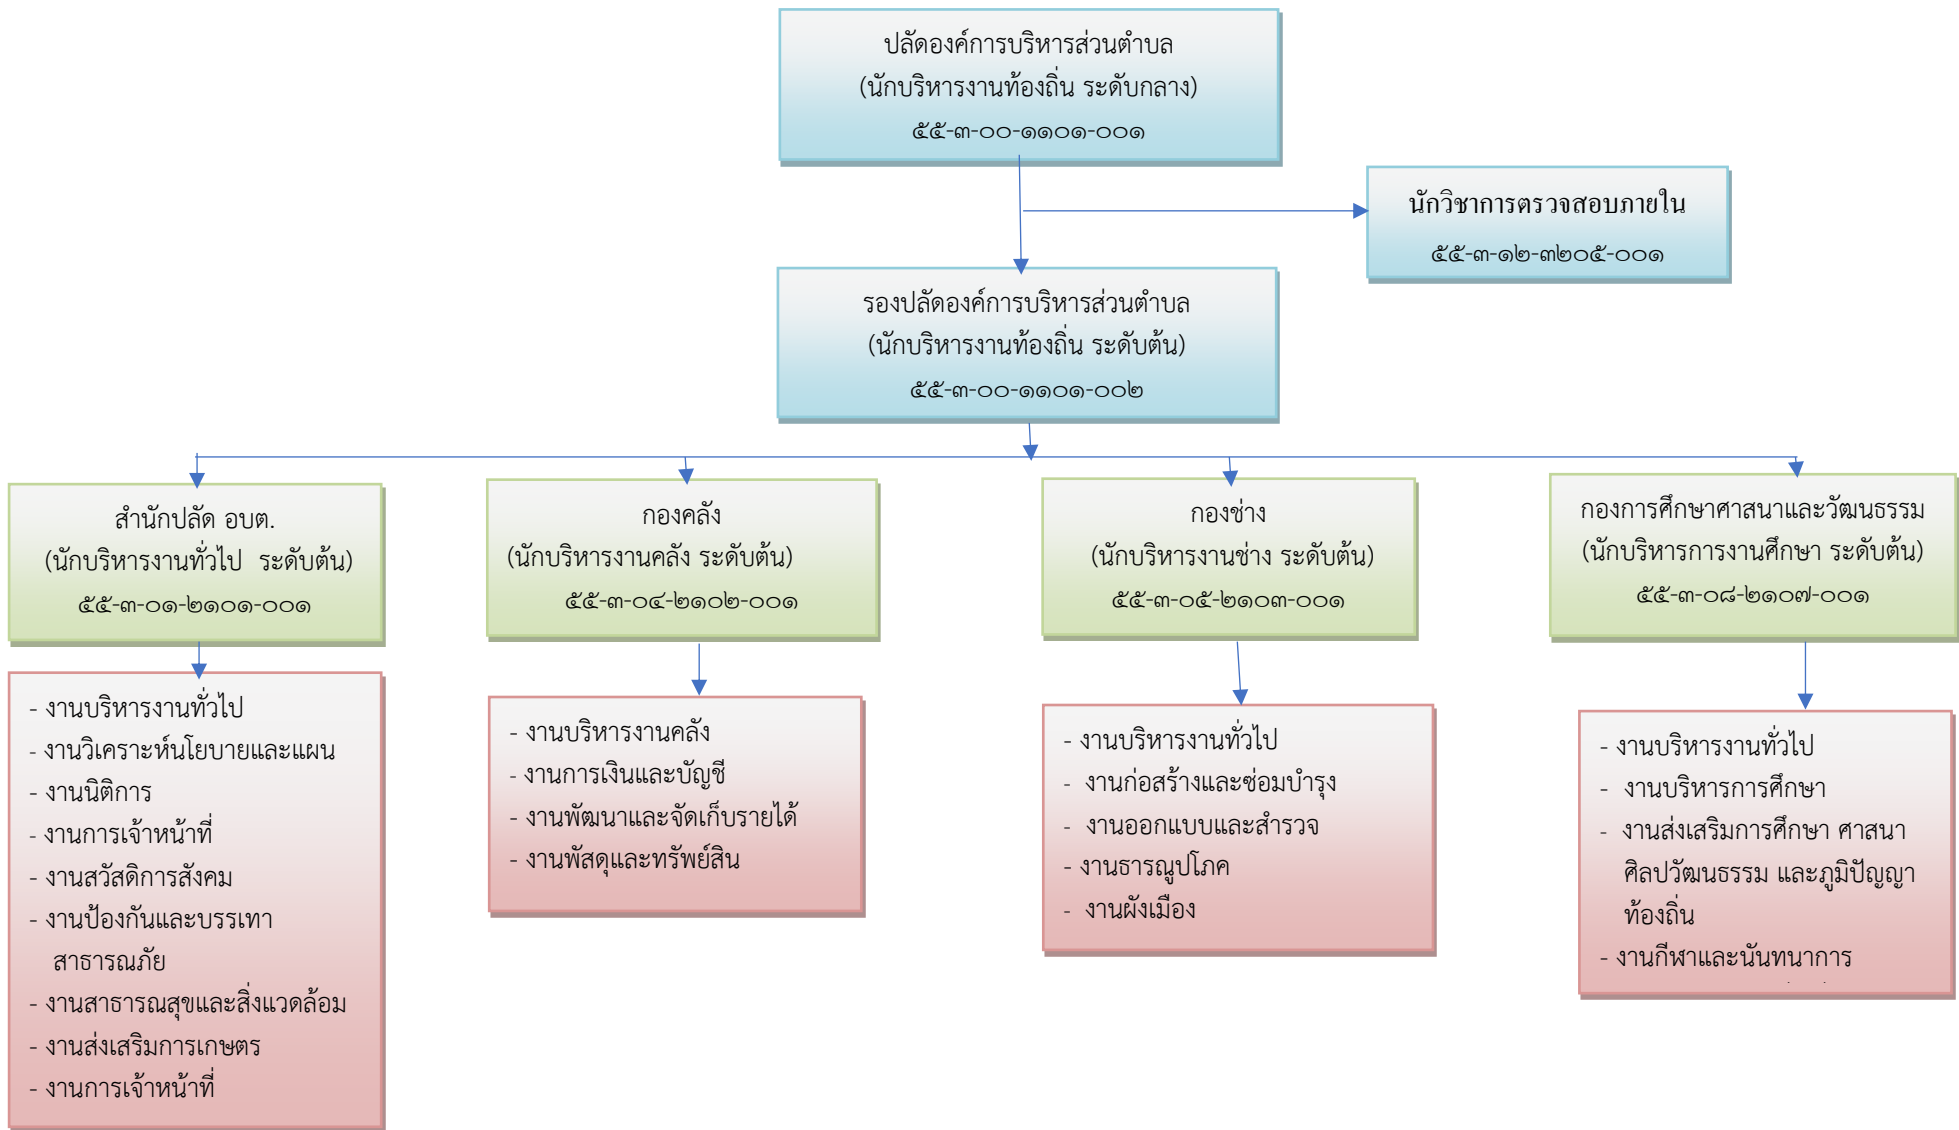 ปลัดองค์การบริหารส่วนตำบล
(นักบริหารงานท้องถิ่น ระดับกลาง)
๕๕-๓-๐๐-๑๑๐๑-๐๐๑
นักวิชาการตรวจสอบภายใน
๕๕-๓-๑๒-๓๒๐๕-๐๐๑
รองปลัดองค์การบริหารส่วนตำบล
(นักบริหารงานท้องถิ่น ระดับต้น)
๕๕-๓-๐๐-๑๑๐๑-๐๐๒
สำนักปลัด อบต.
(นักบริหารงานทั่วไป ระดับต้น)
๕๕-๓-๐๑-๒๑๐๑-๐๐๑
กองคลัง
(นักบริหารงานคลัง ระดับต้น)
๕๕-๓-๐๔-๒๑๐๒-๐๐๑
กองช่าง
(นักบริหารงานช่าง ระดับต้น)
๕๕-๓-๐๕-๒๑๐๓-๐๐๑
กองการศึกษาศาสนาและวัฒนธรรม
(นักบริหารการงานศึกษา ระดับต้น)
๕๕-๓-๐๘-๒๑๐๗-๐๐๑
- งานบริหารงานทั่วไป
- งานวิเคราะห์นโยบายและแผน
- งานนิติการ
- งานการเจ้าหน้าที่
- งานสวัสดิการสังคม
- งานป้องกันและบรรเทา
สาธารณภัย
- งานสาธารณสุขและสิ่งแวดล้อม
- งานส่งเสริมการเกษตร
- งานการเจ้าหน้าที่
- งานบริหารงานคลัง
- งานการเงินและบัญชี
- งานพัฒนาและจัดเก็บรายได้
- งานพัสดุและทรัพย์สิน
- งานบริหารงานทั่วไป
- งานก่อสร้างและซ่อมบำรุง
- งานออกแบบและสำรวจ
- งานธารณูปโภค
- งานผังเมือง
- งานบริหารงานทั่วไป
- งานบริหารการศึกษา
- งานส่งเสริมการศึกษา ศาสนา
ศิลปวัฒนธรรม และภูมิปัญญา
ท้องถิ่น
- งานกีฬาและนันทนาการ